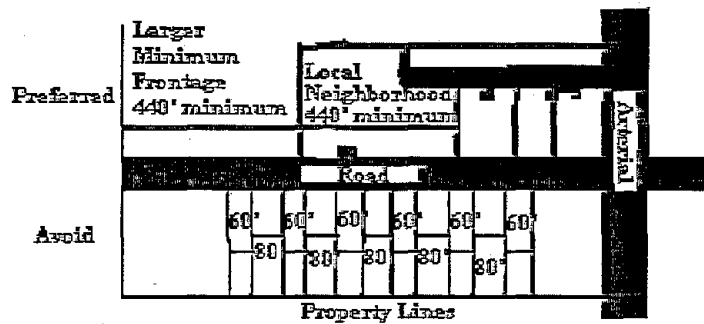 Larger
Minimum
Frontage
440' minimum
Local
Neighborhood
440' minimum
Preferred
Arterial
Road
Avoid
60' 60' 60' 60' 60' 60'
80 80' 80 80' 80'
Property Lines